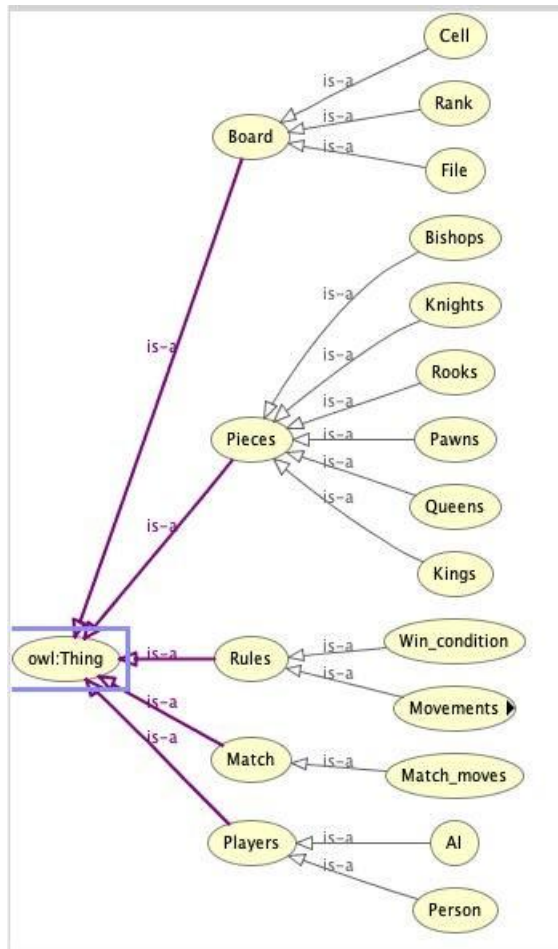 Cell
is-a
Rank
is-a
Board
is-a
File
Bishops
is-a
Knights
is-a
is-a
Rooks
is-a
Pieces
is-a
Pawns
is-a
Queens
is-a
is-a
Kings
Win_condition
is-a
owl:Thing
is-a
Rules
is-a
Movements
is-a
Match
is-a
Match_moves
is-a
Players
is-a
AI
is-a
Person